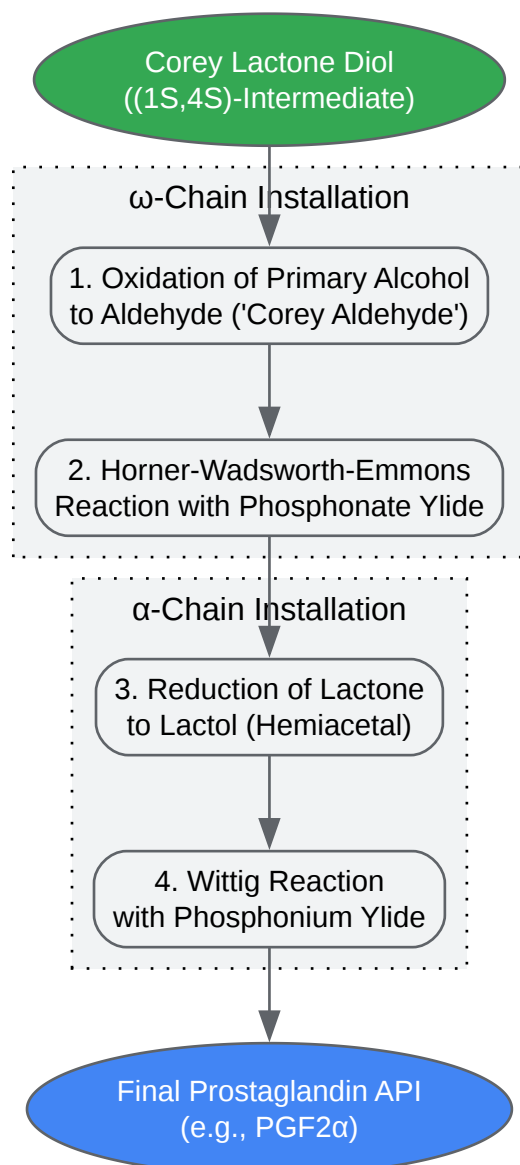 Corey Lactone Diol
((1S,4S)-Intermediate)
ω-Chain Installation
1. Oxidation of Primary Alcohol
to Aldehyde ('Corey Aldehyde')
2. Horner-Wadsworth-Emmons
Reaction with Phosphonate Ylide
α-Chain Installation
3. Reduction of Lactone
to Lactol (Hemiacetal)
4. Wittig Reaction
with Phosphonium Ylide
Final Prostaglandin API
(e.g., PGF2α)